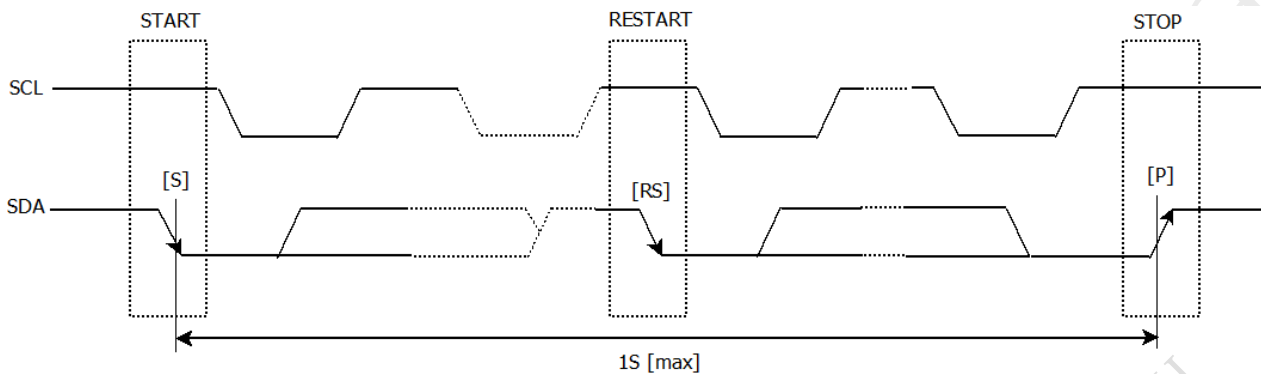 START RESTART STOP
SCL
[S] [RS] [P]
SDA
1S [max]